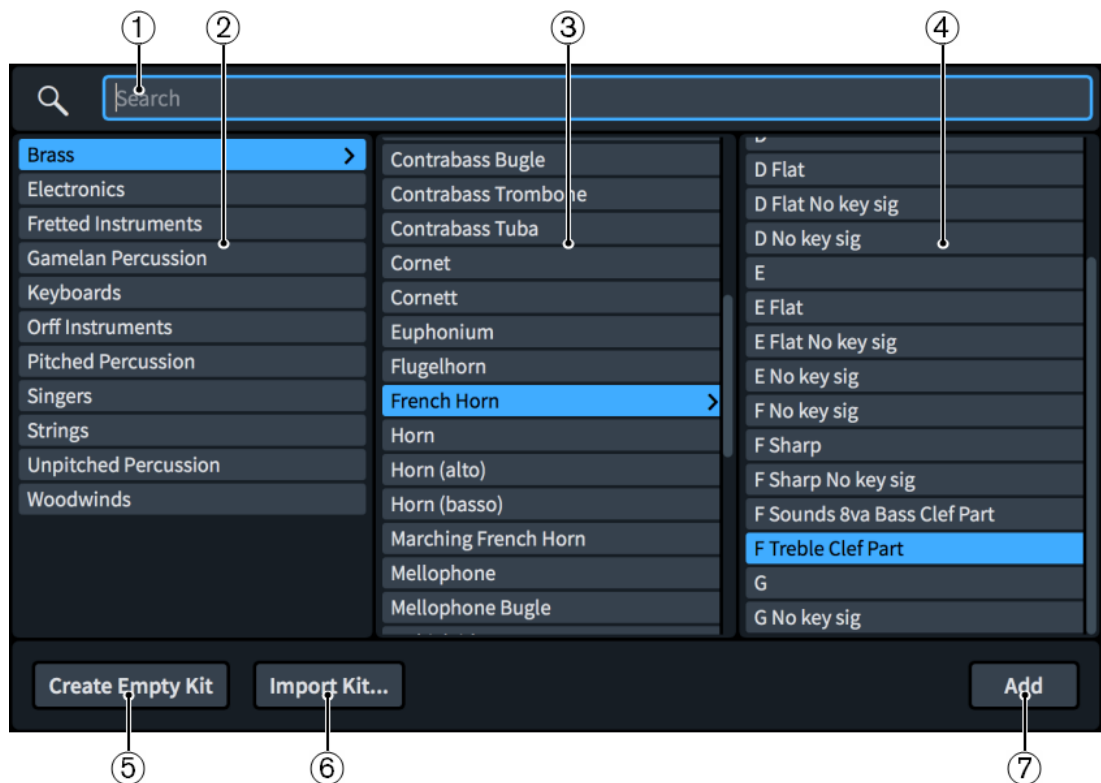 ① ② ③ ④
Search
Brass
Electronics
Fretted Instruments
Gamelan Percussion
Keyboards
Orff Instruments
Pitched Percussion
Singers
Strings
Unpitched Percussion
Woodwinds
Contrabass Bugle
Contrabass Trombone
Contrabass Tuba
Cornet
Cornett
Euphonium
Flugelhorn
French Horn
Horn
Horn (alto)
Horn (basso)
Marching French Horn
Mellophone
Mellophone Bugle
D Flat
D Flat No key sig
D No key sig
E
E Flat
E Flat No key sig
E No key sig
F No key sig
F Sharp
F Sharp No key sig
F Sounds 8va Bass Clef Part
F Treble Clef Part
G
G No key sig
Create Empty Kit
Import Kit...
Add
⑤ ⑥ ⑦